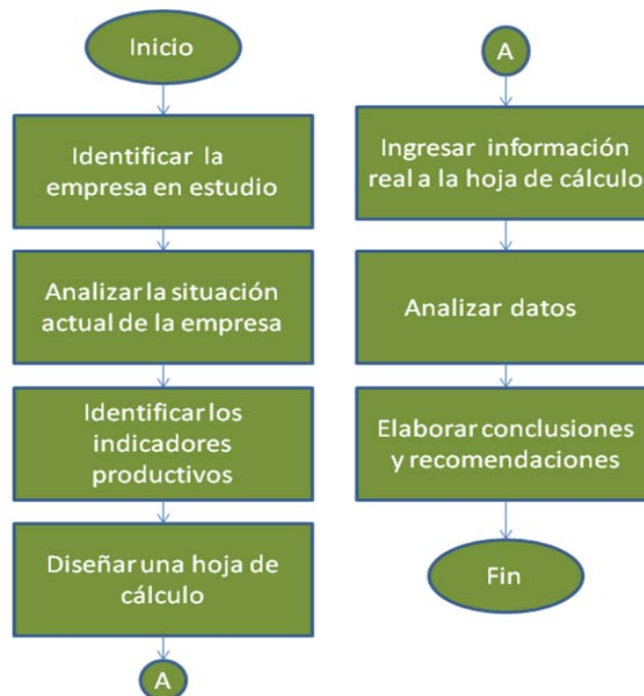 Inicio
Identificar la
empresa en estudio
Analizar la situación
actual de la empresa
Identificar los
indicadores
productivos
Diseñar una hoja de
cálculo
A
A
Ingresar información
real a la hoja de cálculo
Analizar datos
Elaborar conclusiones
y recomendaciones
Fin